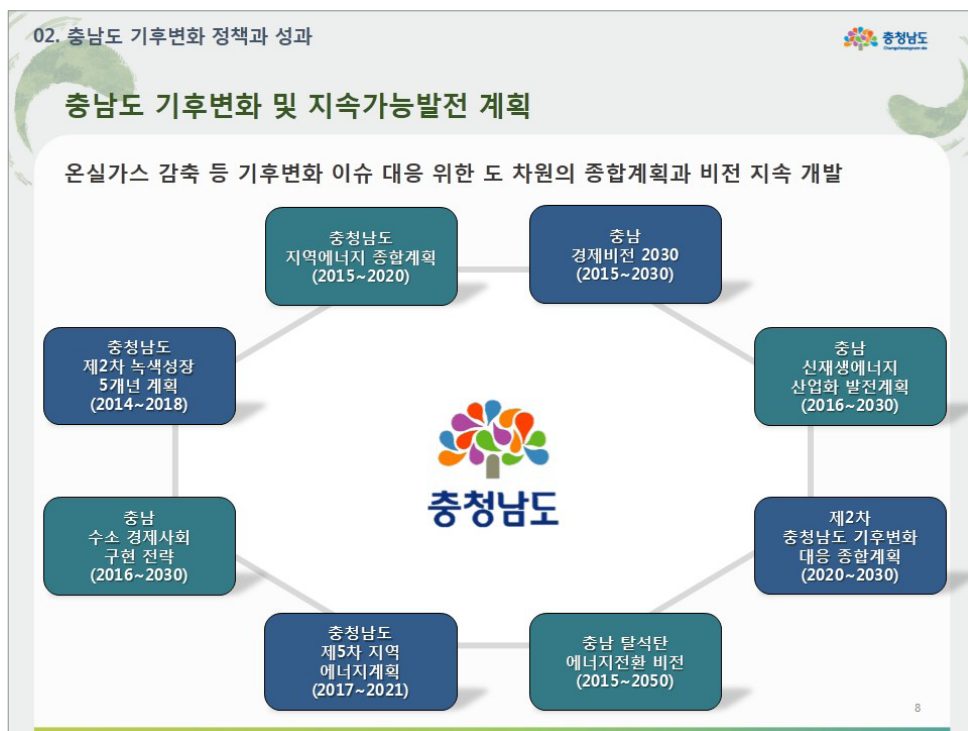 02. 충남도 기후변화 정책과 성과
충청남도
Chungcheongnam-do
충남도 기후변화 및 지속가능발전 계획
온실가스 감축 등 기후변화 이슈 대응 위한 도 차원의 종합계획과 비전 지속 개발
충청남도
지역에너지 종합계획
(2015~2020)
충남
경제비전 2030
(2015~2030)
충청남도
제2차 녹색성장
5개년 계획
(2014~2018)
충남
신재생에너지
산업화 발전계획
(2016~2030)
충청남도
충남
수소 경제사회
구현 전략
(2016~2030)
제2차
충청남도 기후변화
대응 종합계획
(2020~2030)
충청남도
제5차 지역
에너지계획
(2017~2021)
충남 탈석탄
에너지전환 비전
(2015~2050)
8